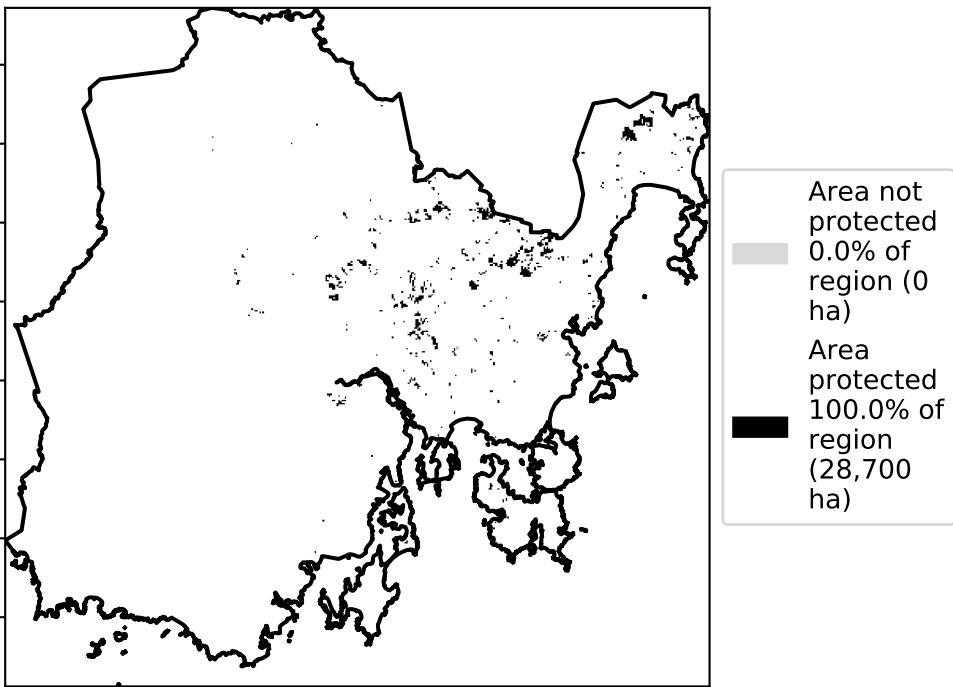 Area not
protected
0.0% of
region (0
ha)
Area
protected
100.0% of
region
(28,700
ha)